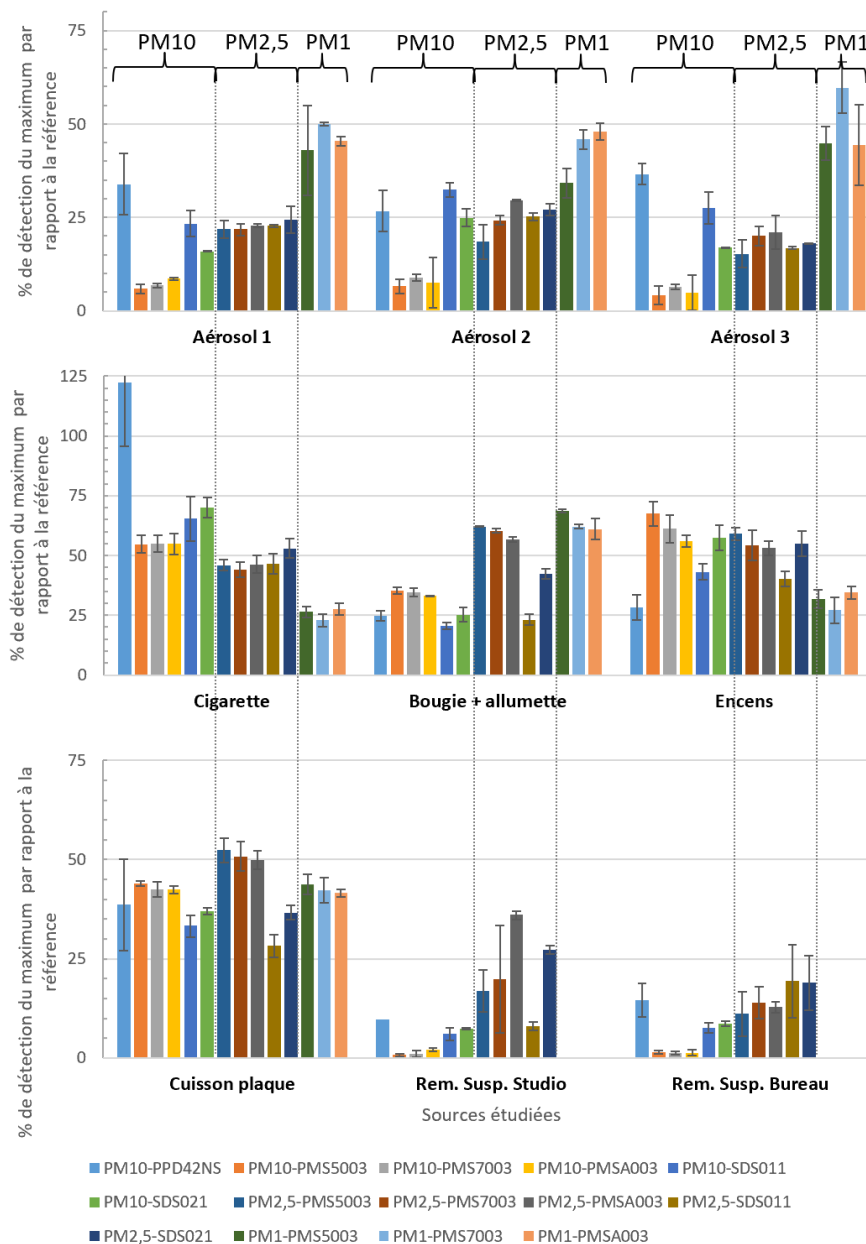 75
PM10 PM2,5 PM1 PM10 PM2,5 PM1 PM10 PM2,5 PM1
50
25
0
% de détection du maximum par
rapport à la référence
Aérosol 1 Aérosol 2 Aérosol 3
125
100
75
50
25
0
% de détection du maximum par
rapport à la référence
Cigarette Bougie + allumette Encens
75
50
25
0
% de détection du maximum par rapport à la
référence
Cuisson plaque Rem. Susp. Studio Rem. Susp. Bureau
Sources étudiées
PM10-PPD42NS PM10-PMS5003 PM10-PMS7003 PM10-PMSA003 PM10-SDS011
PM10-SDS021 PM2,5-PMS5003 PM2,5-PMS7003 PM2,5-PMSA003 PM2,5-SDS011
PM2,5-SDS021 PM1-PMS5003 PM1-PMS7003 PM1-PMSA003